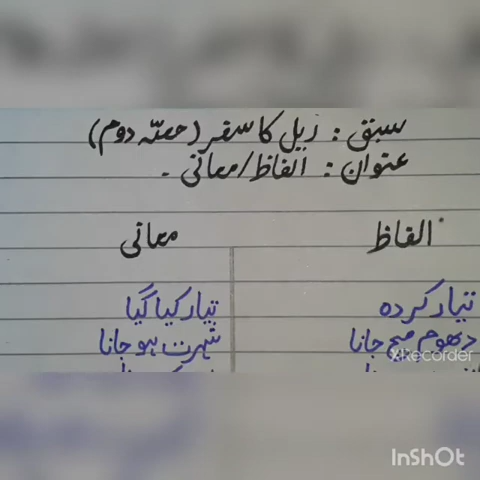 سبق : ریل کا سفر (حصّہ دوم)
عنوان : الفاظ/معانی -
الفاظ معانی
تیار کردہ تیار کیا گیا
دھوم مچ جانا شہرت ہو جانا
XRecorder
InShOt